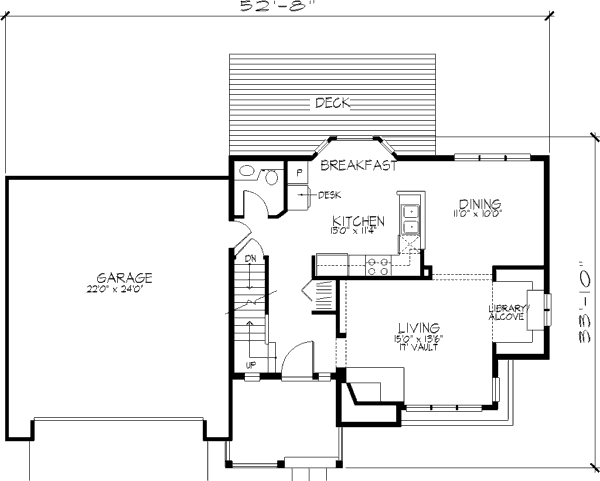 52'-8"
DECK
BREAKFAST
P
DESK
DINING
11'0" x 10'0"
KITCHEN
13'0" x 11'4"
DN
GARAGE
22'0" x 24'0"
33'-10"
LIBRARY/
ALCOVE
LIVING
15'0" x 13'6"
17' VAULT
UP